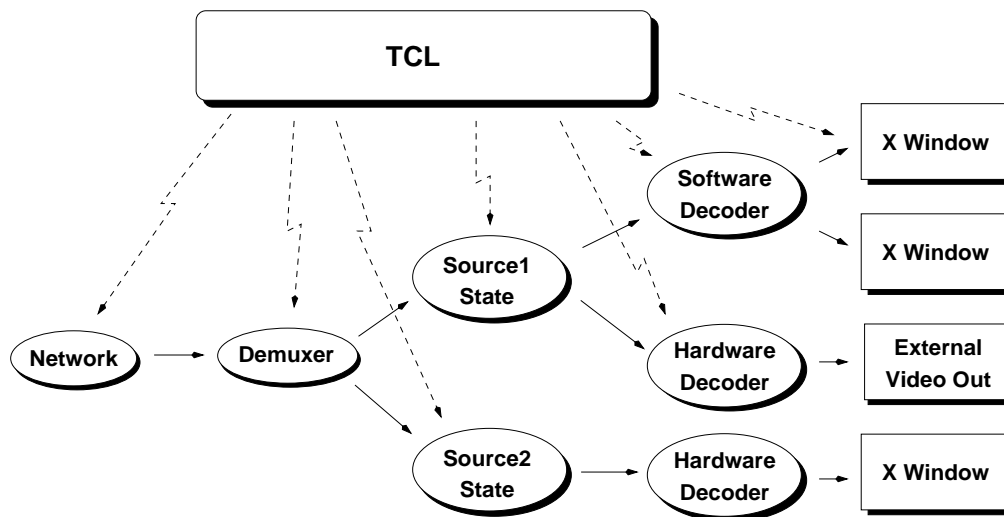 TCL
X Window
Software
Decoder
X Window
Source1
State
Network
Demuxer
Hardware
Decoder
External
Video Out
Source2
State
Hardware
Decoder
X Window